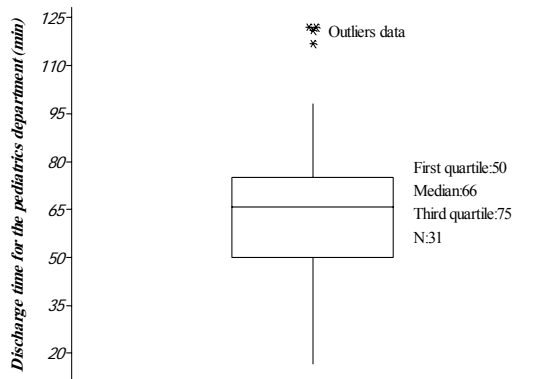 Discharge time for the pediatrics department (min)
125
110
95
80
65
50
35
20
Outliers data
First quartile:50
Median:66
Third quartile:75
N:31